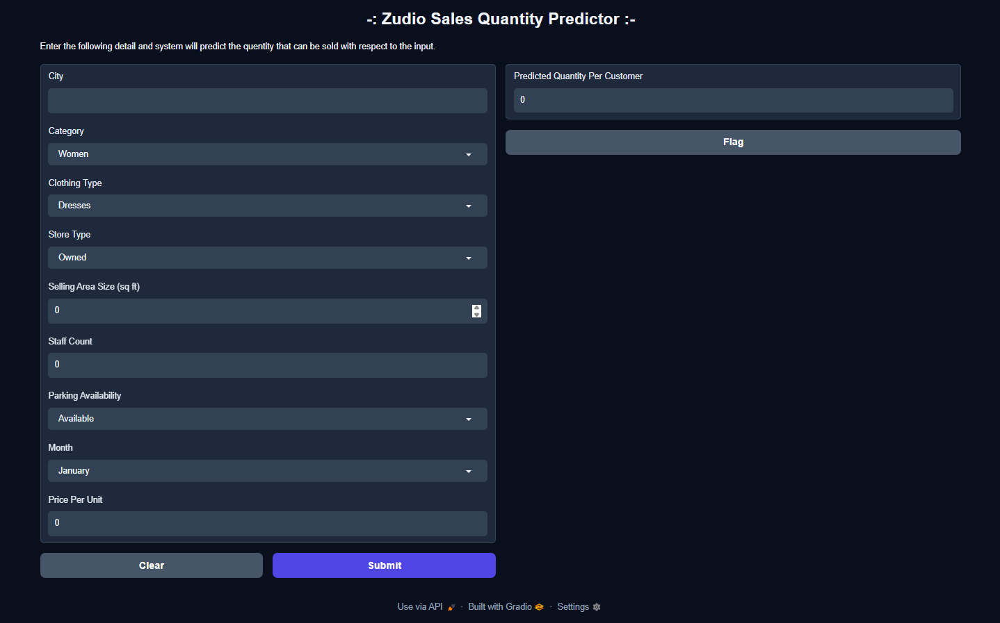 -: Zudio Sales Quantity Predictor :-
Enter the following detail and system will predict the quentity that can be sold with respect to the input.
City
Category
Women
Clothing Type
Dresses
Store Type
Owned
Selling Area Size (sq ft)
0
Staff Count
0
Parking Availability
Available
Month
January
Price Per Unit
0
Clear
Submit
Predicted Quantity Per Customer
0
Flag
Use via API · Built with Gradio · Settings